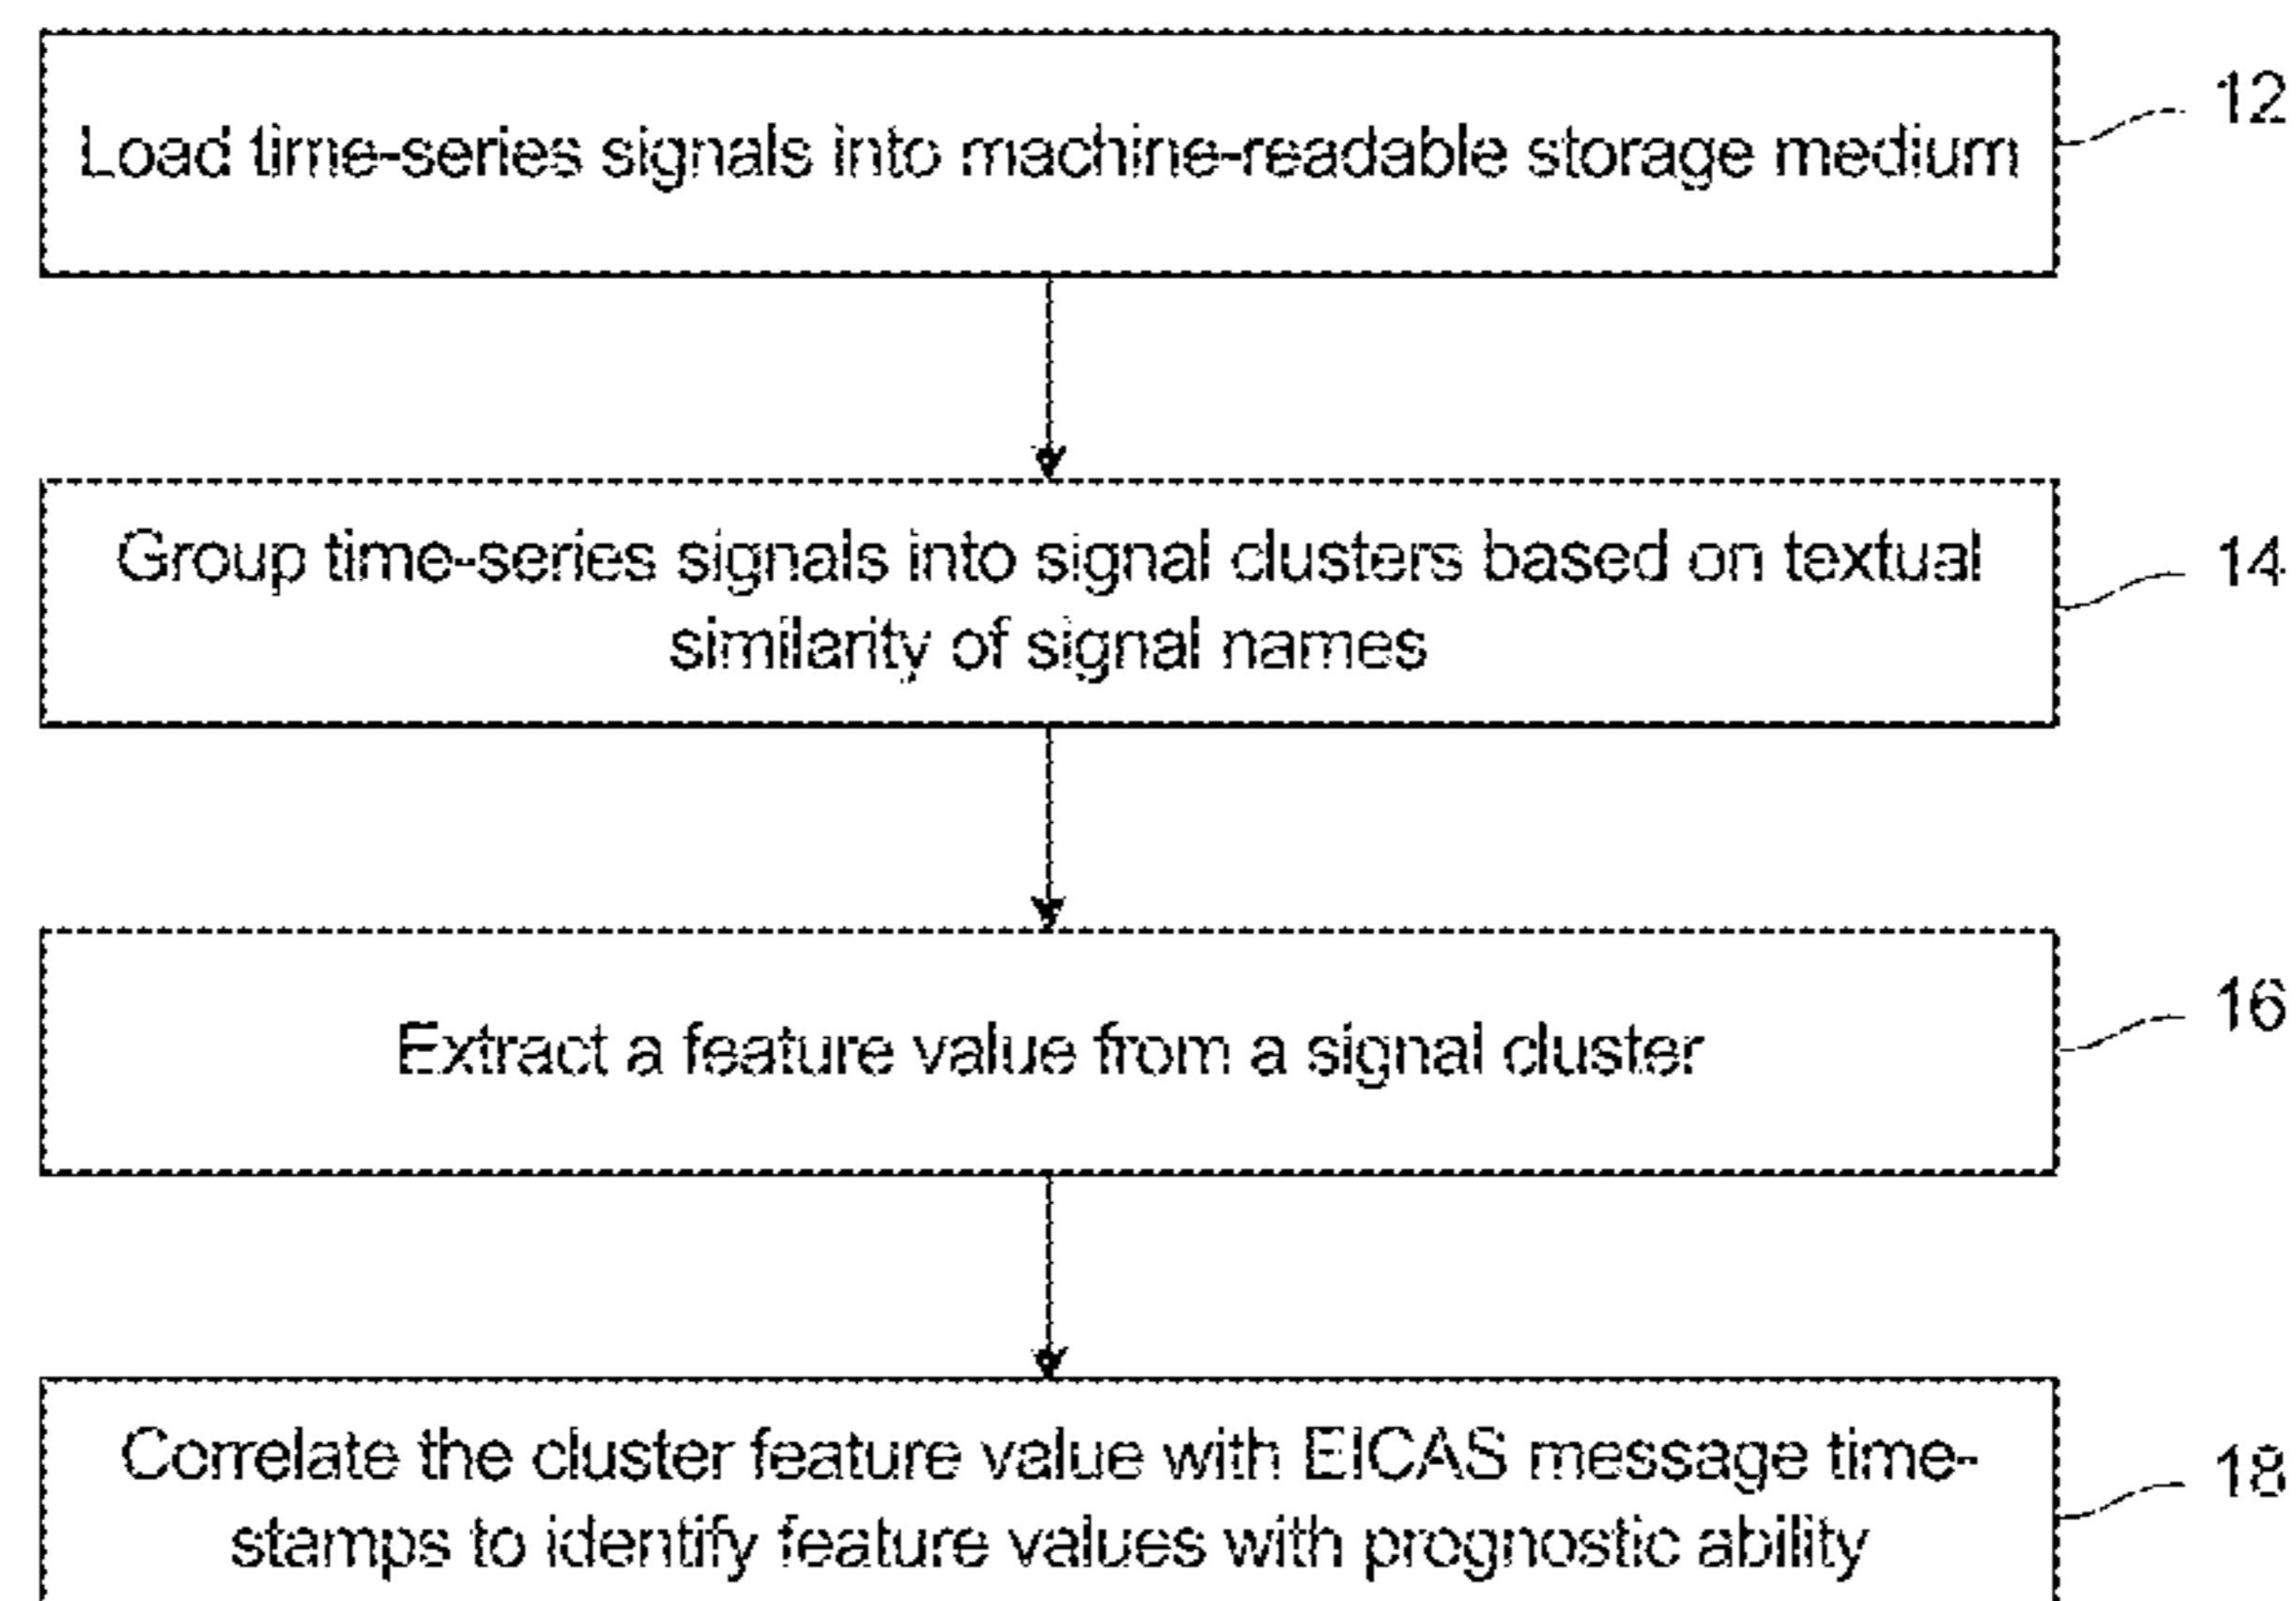 Load time-series signals into machine-readable storage medium
12
Group time-series signals into signal clusters based on textual
similarity of signal names
14
Extract a feature value from a signal cluster
16
Correlate the cluster feature value with EICAS message time-
stamps to identify feature values with prognostic ability
18